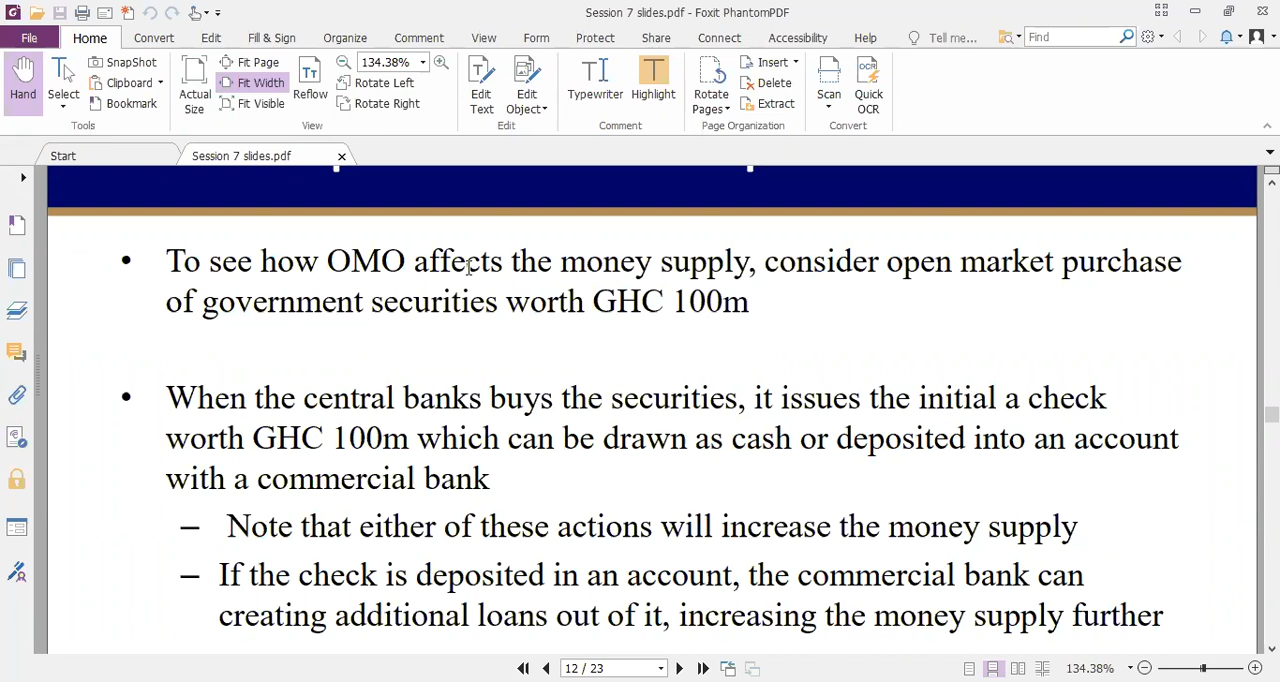 Session 7 slides.pdf - Foxit PhantomPDF
File Home Convert Edit Fill & Sign Organize Comment View Form Protect Share Connect Accessibility Help Tell me... Find
Hand Select SnapShot Clipboard Bookmark
Actual Size Fit Page Fit Width Fit Visible Reflow 134.38% Rotate Left Rotate Right
Edit Text Edit Object Typewriter Highlight
Rotate Pages Insert Delete Extract Scan Quick OCR
Tools View Edit Comment Page Organization Convert
Start Session 7 slides.pdf
• To see how OMO affects the money supply, consider open market purchase
of government securities worth GHC 100m
• When the central banks buys the securities, it issues the initial a check
worth GHC 100m which can be drawn as cash or deposited into an account
with a commercial bank
– Note that either of these actions will increase the money supply
– If the check is deposited in an account, the commercial bank can
creating additional loans out of it, increasing the money supply further
12 / 23 134.38%